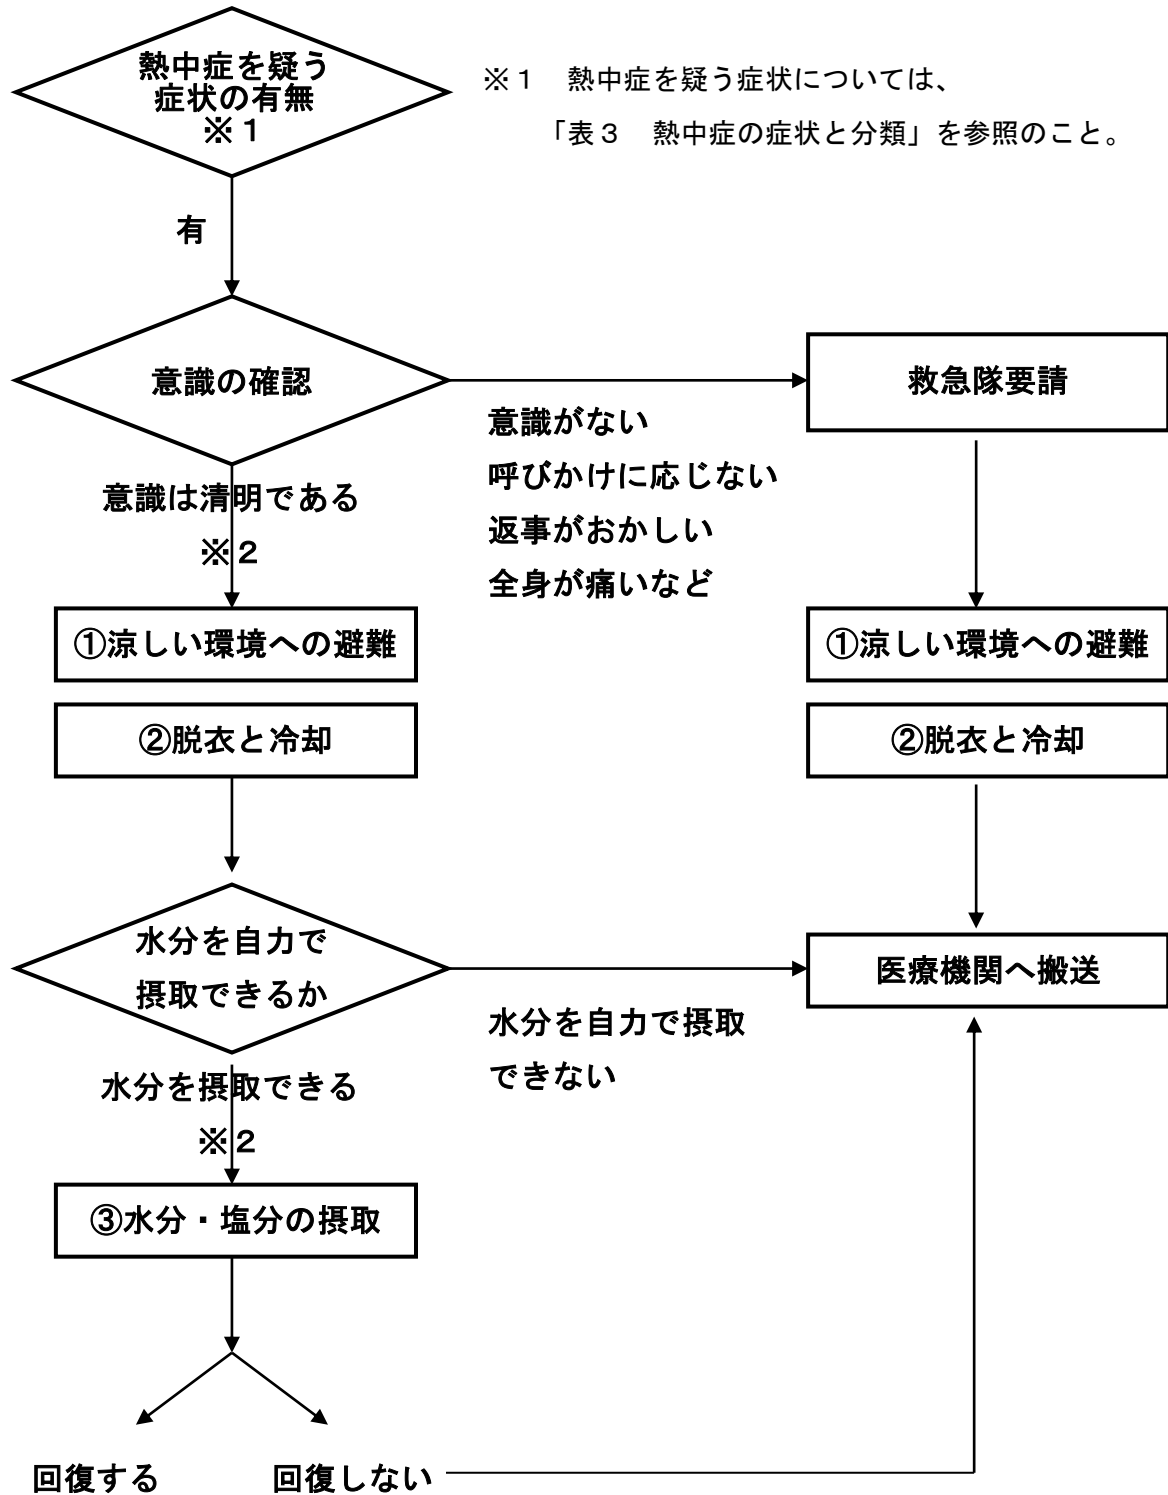 熱中症を疑う
症状の有無
※１
※１　熱中症を疑う症状については、
「表３　熱中症の症状と分類」を参照のこと。
有
意識の確認
救急隊要請
意識がない
呼びかけに応じない
返事がおかしい
全身が痛いなど
意識は清明である
※２
①涼しい環境への避難
①涼しい環境への避難
②脱衣と冷却
②脱衣と冷却
水分を自力で
摂取できるか
医療機関へ搬送
水分を自力で摂取
できない
水分を摂取できる
※２
③水分・塩分の摂取
回復する
回復しない